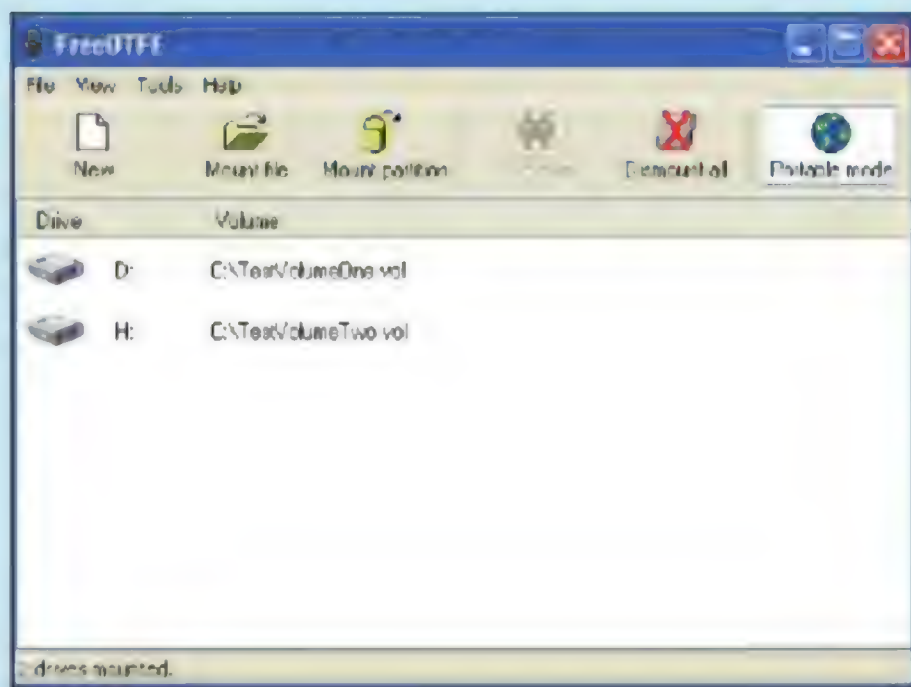 FreeOTFE
File View Tools Help
New Mount file Mount partition Dismount all Portable mode
Drive Volume
D: C:\TestVolumeOne.vol
H: C:\TestVolumeTwo.vol
drives mounted.